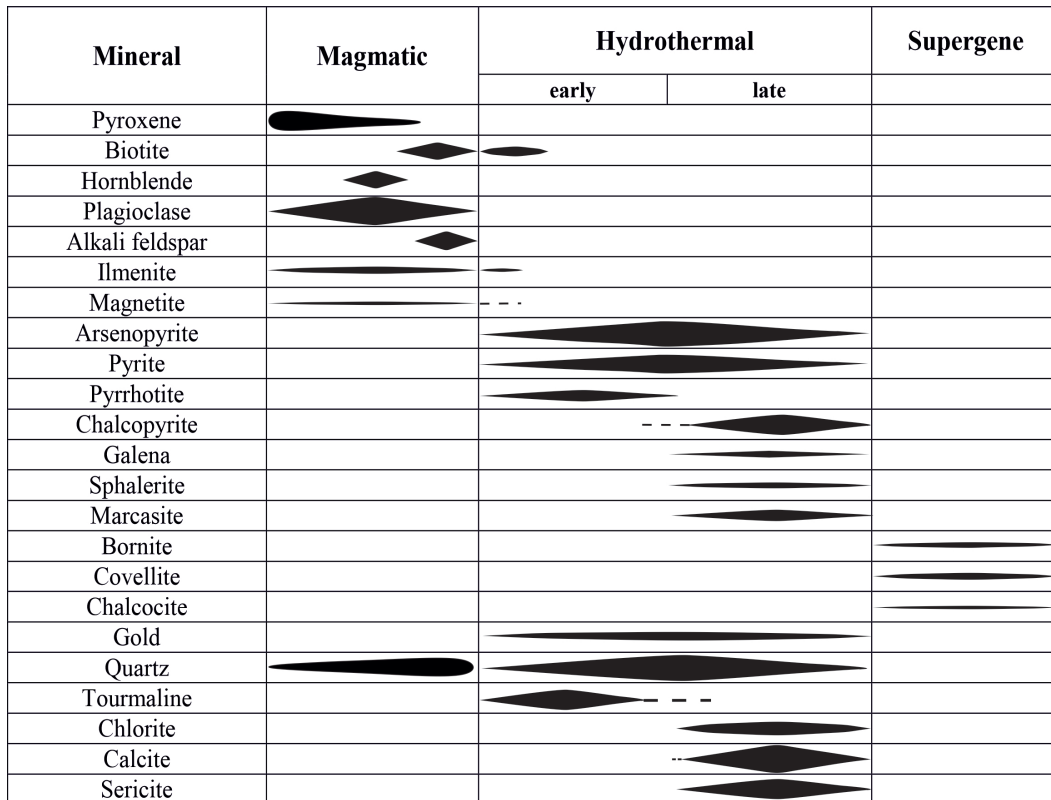 Mineral Magmatic Hydrothermal Supergene
early late
Pyroxene
Biotite
Hornblende
Plagioclase
Alkali feldspar
Ilmenite
Magnetite
Arsenopyrite
Pyrite
Pyrrhotite
Chalcopyrite
Galena
Sphalerite
Marcasite
Bornite
Covellite
Chalcocite
Gold
Quartz
Tourmaline
Chlorite
Calcite
Sericite